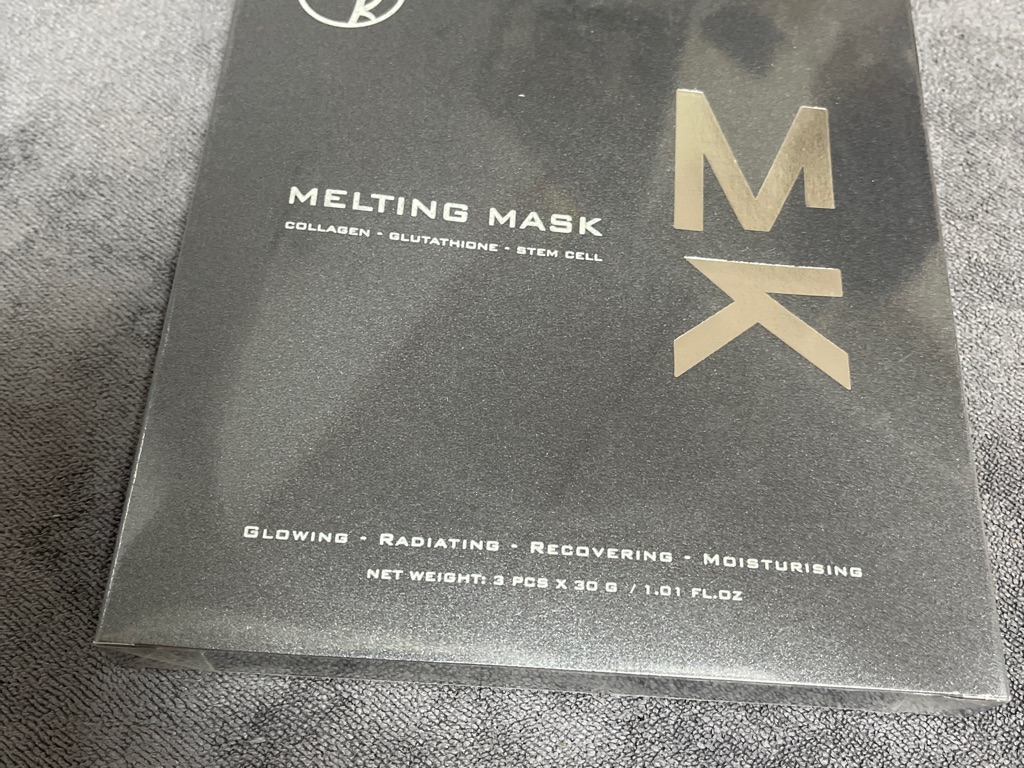 K
MELTING MASK
COLLAGEN - GLUTATHIONE - STEM CELL
MK
GLOWING - RADIATING - RECOVERING - MOISTURISING
NET WEIGHT: 3 PCS X 30 G / 1.01 FL.OZ